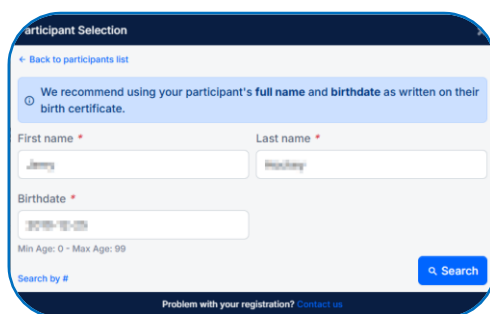 articipant Selection
← Back to participants list
We recommend using your participant's full name and birthdate as written on their
birth certificate.
First name * Last name *
Birthdate *
Min Age: 0 - Max Age: 99
Search by #
Search
Problem with your registration? Contact us